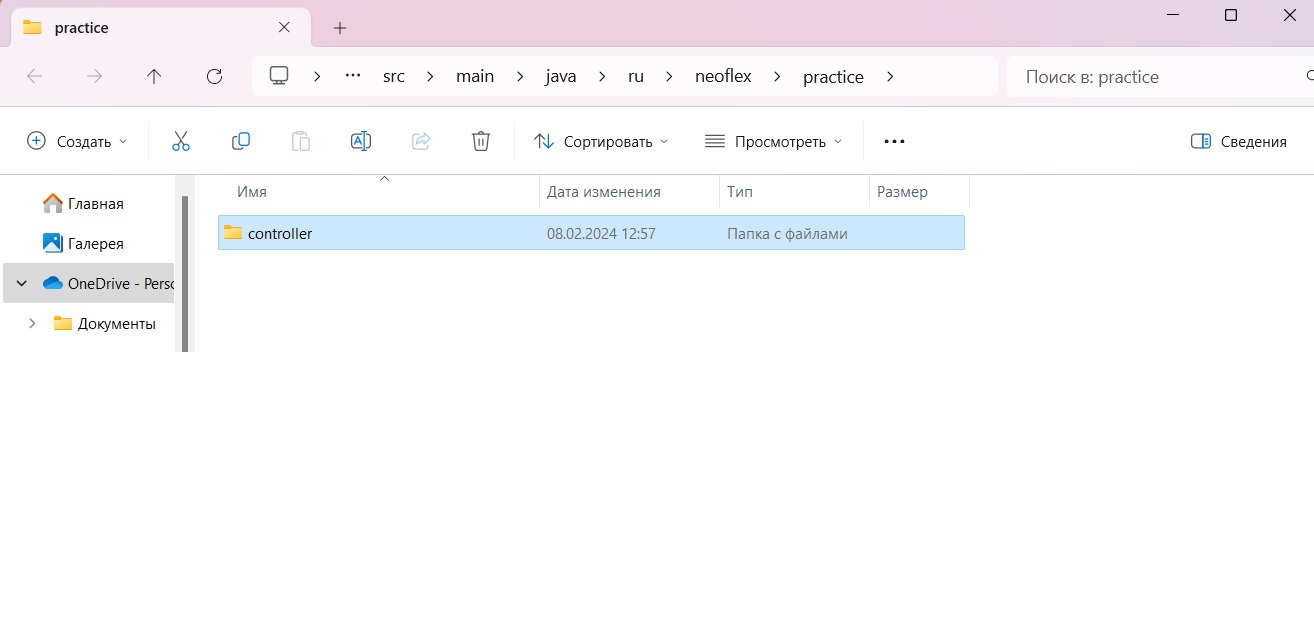 practice
… src main java ru neoflex practice Поиск в: practice
Создать Сортировать Просмотреть ••• Сведения
Имя Дата изменения Тип Размер
Главная
controller 08.02.2024 12:57 Папка с файлами
Галерея
OneDrive - Perso
Документы